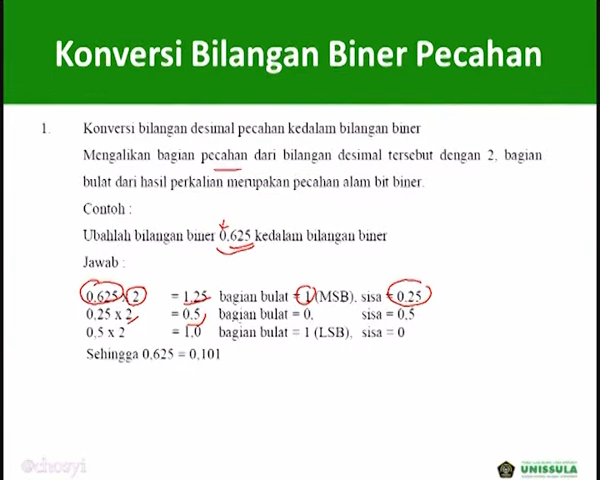 Konversi Bilangan Biner Pecahan
1. Konversi bilangan desimal pecahan kedalam bilangan biner
Mengalikan bagian pecahan dari bilangan desimal tersebut dengan 2, bagian
bulat dari hasil perkalian merupakan pecahan alam bit biner.
Contoh :
Ubahlah bilangan biner 0,625 kedalam bilangan biner
Jawab :
0,625 x 2 = 1,25 bagian bulat = 1 (MSB), sisa = 0,25
0,25 x 2 = 0,5 bagian bulat = 0, sisa = 0,5
0,5 x 2 = 1,0 bagian bulat = 1 (LSB), sisa = 0
Sehingga 0,625 = 0,101
@chosyi
UNISSULA